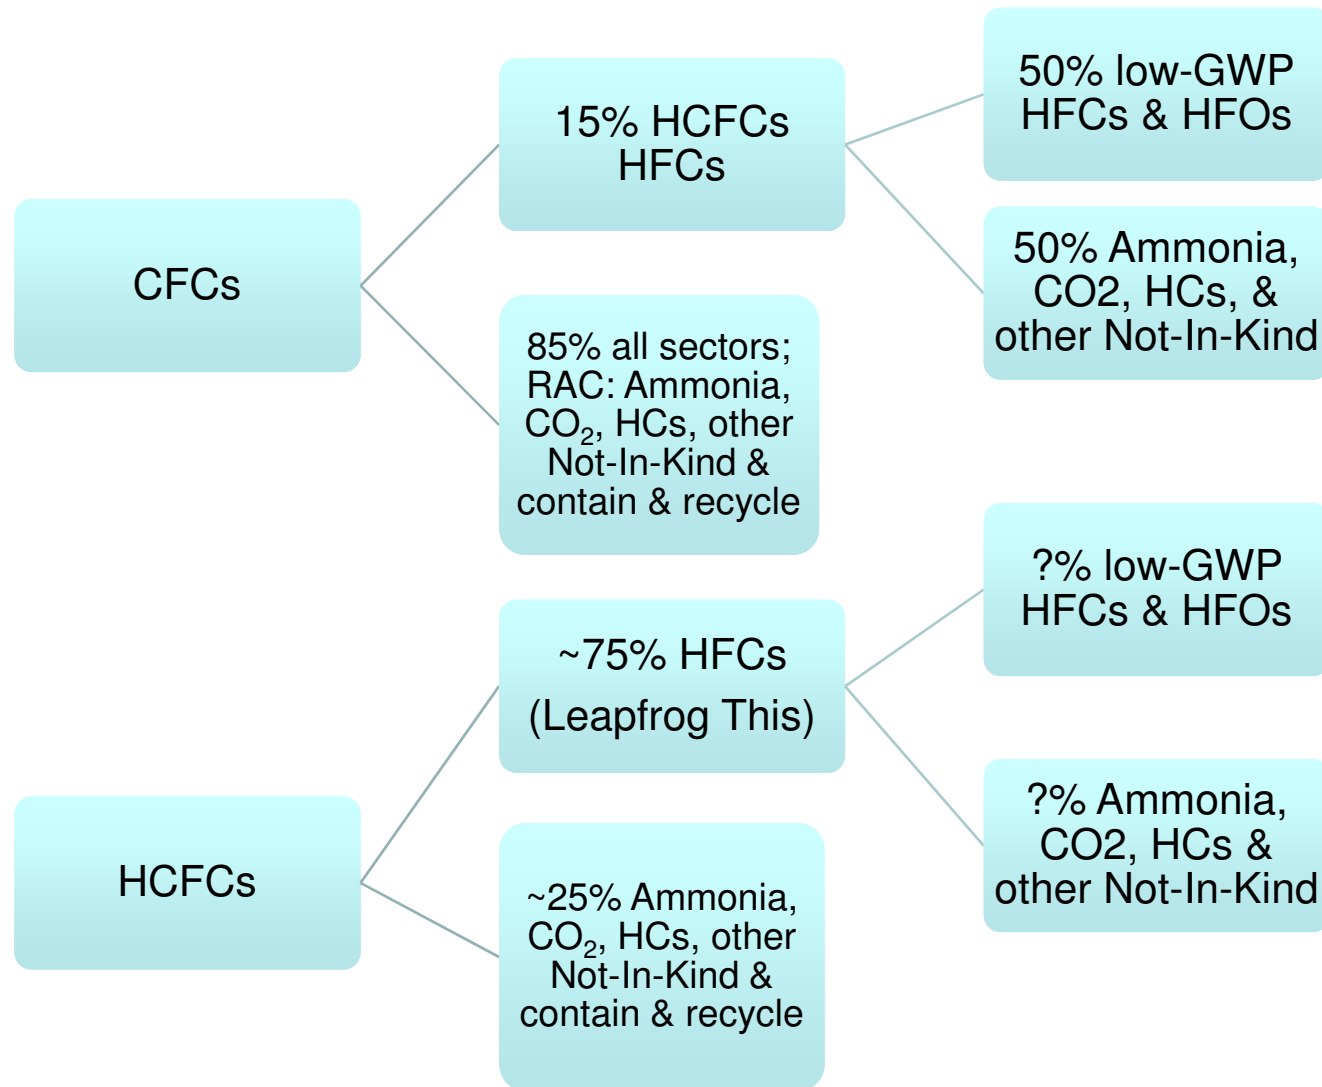 CFCs
15% HCFCs
HFCs
50% low-GWP
HFCs & HFOs
50% Ammonia,
CO2, HCs, &
other Not-In-Kind
85% all sectors;
RAC: Ammonia,
CO₂, HCs, other
Not-In-Kind &
contain & recycle
HCFCs
~75% HFCs
(Leapfrog This)
?% low-GWP
HFCs & HFOs
?% Ammonia,
CO2, HCs &
other Not-In-Kind
~25% Ammonia,
CO₂, HCs, other
Not-In-Kind &
contain & recycle